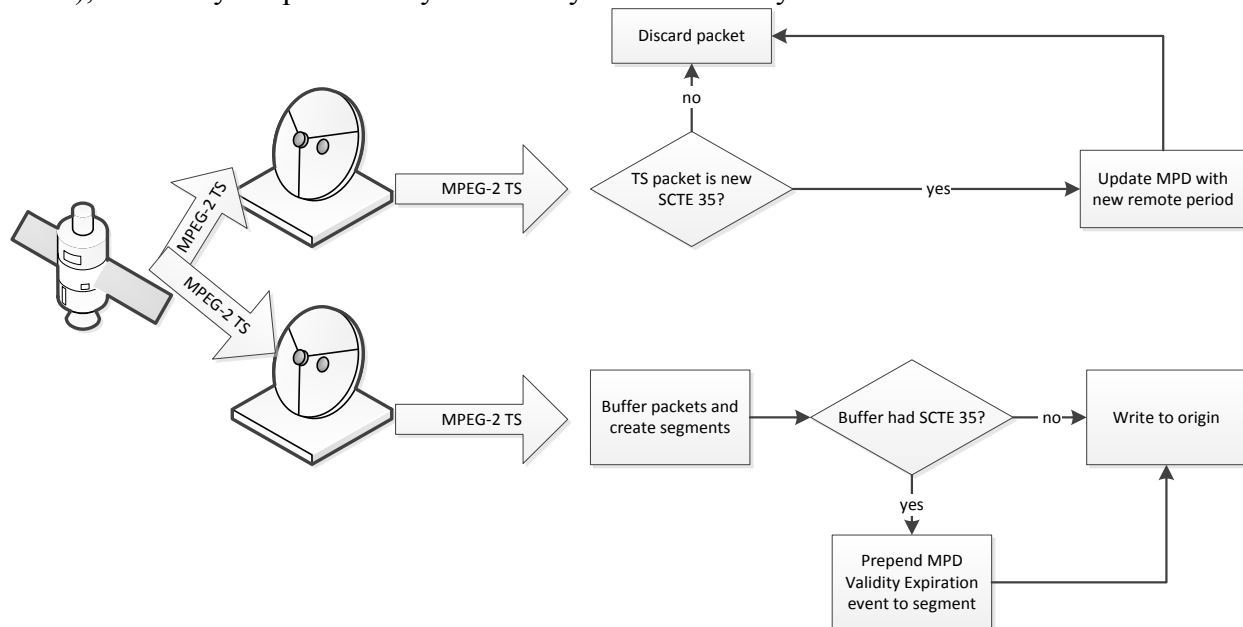 Discard packet
no
TS packet is new
SCTE 35?
yes
Update MPD with
new remote period
MPEG-2 TS
MPEG-2 TS
MPEG-2 TS
MPEG-2 TS
Buffer packets and
create segments
Buffer had SCTE 35?
no
Write to origin
yes
Prepend MPD
Validity Expiration
event to segment